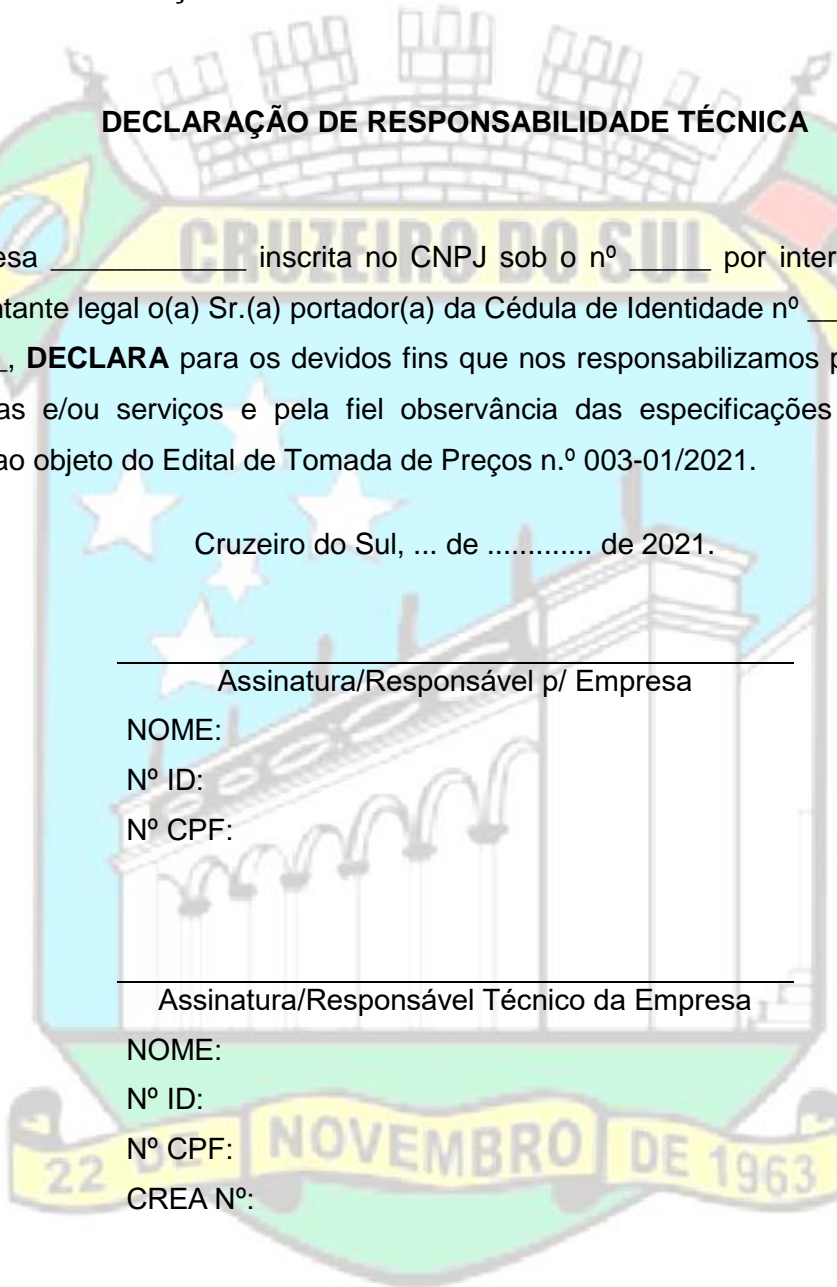 DECLARAÇÃO DE RESPONSABILIDADE TÉCNICA
CRUZEIRO DO SUL
_____________ inscrita no CNPJ sob o nº _____ por
legal o(a) Sr.(a) portador(a) da Cédula de Identidade nº __
_, DECLARA para os devidos fins que nos responsabilizamos
e/ou serviços e pela fiel observância das especificações
ao objeto do Edital de Tomada de Preços n.º 003-01/2021.
Cruzeiro do Sul, ... de ............. de 2021.
Assinatura/Responsável p/ Empresa
NOME:
Nº ID:
Nº CPF:
Assinatura/Responsável Técnico da Empresa
NOME:
Nº ID:
Nº CPF:
CREA Nº:
22 DE NOVEMBRO DE 1963